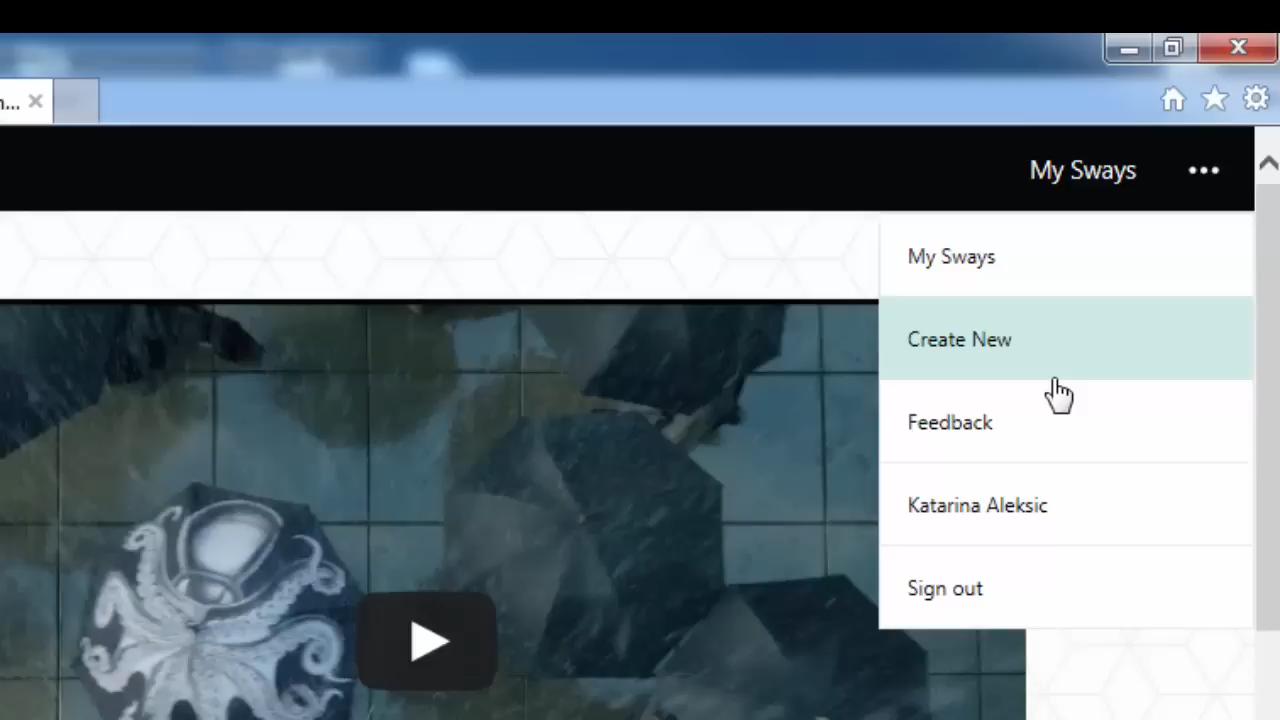 n...
My Sways
My Sways
Create New
Feedback
Katarina Aleksic
Sign out